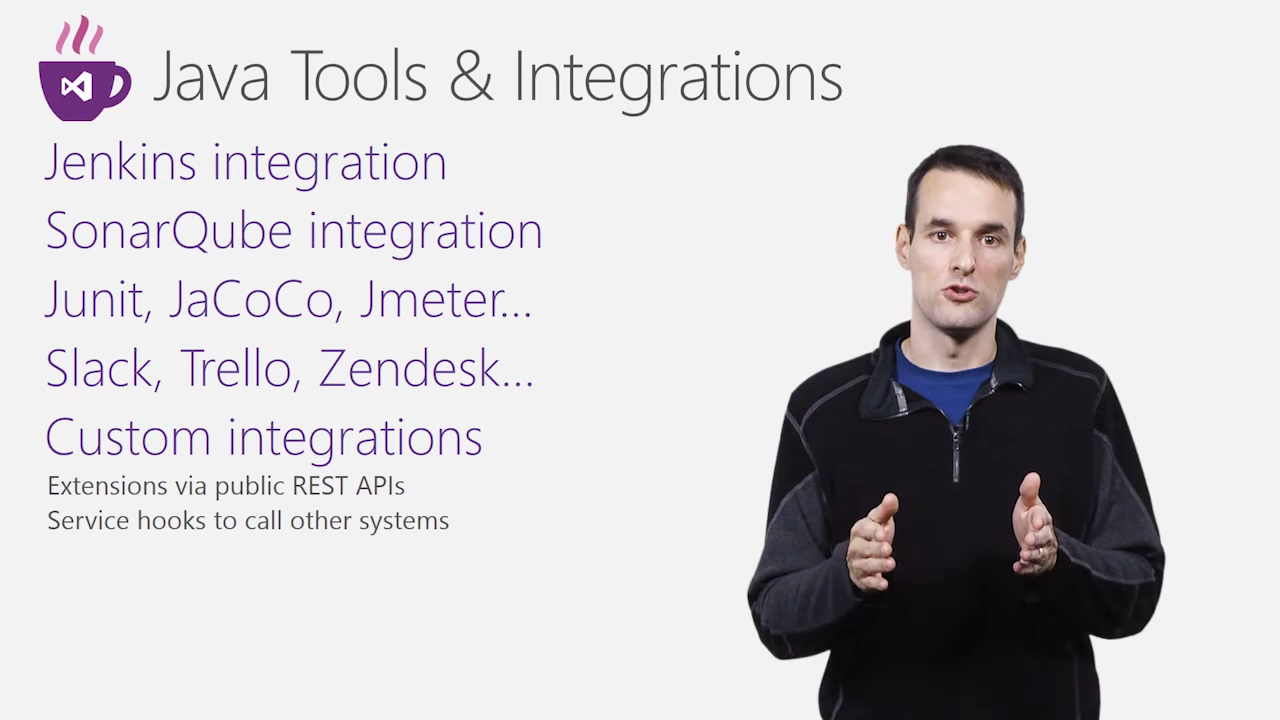 Java Tools & Integrations
Jenkins integration
SonarQube integration
Junit, JaCoCo, Jmeter...
Slack, Trello, Zendesk...
Custom integrations
Extensions via public REST APIs
Service hooks to call other systems